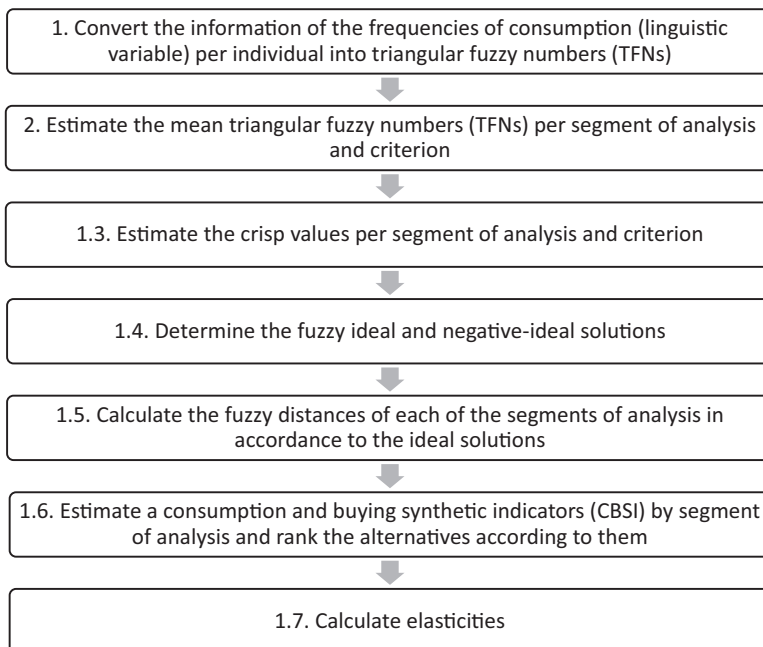 1. Convert the information of the frequencies of consumption (linguistic
variable) per individual into triangular fuzzy numbers (TFNs)
2. Estimate the mean triangular fuzzy numbers (TFNs) per segment of analysis
and criterion
1.3. Estimate the crisp values per segment of analysis and criterion
1.4. Determine the fuzzy ideal and negative-ideal solutions
1.5. Calculate the fuzzy distances of each of the segments of analysis in
accordance to the ideal solutions
1.6. Estimate a consumption and buying synthetic indicators (CBSI) by segment
of analysis and rank the alternatives according to them
1.7. Calculate elasticities